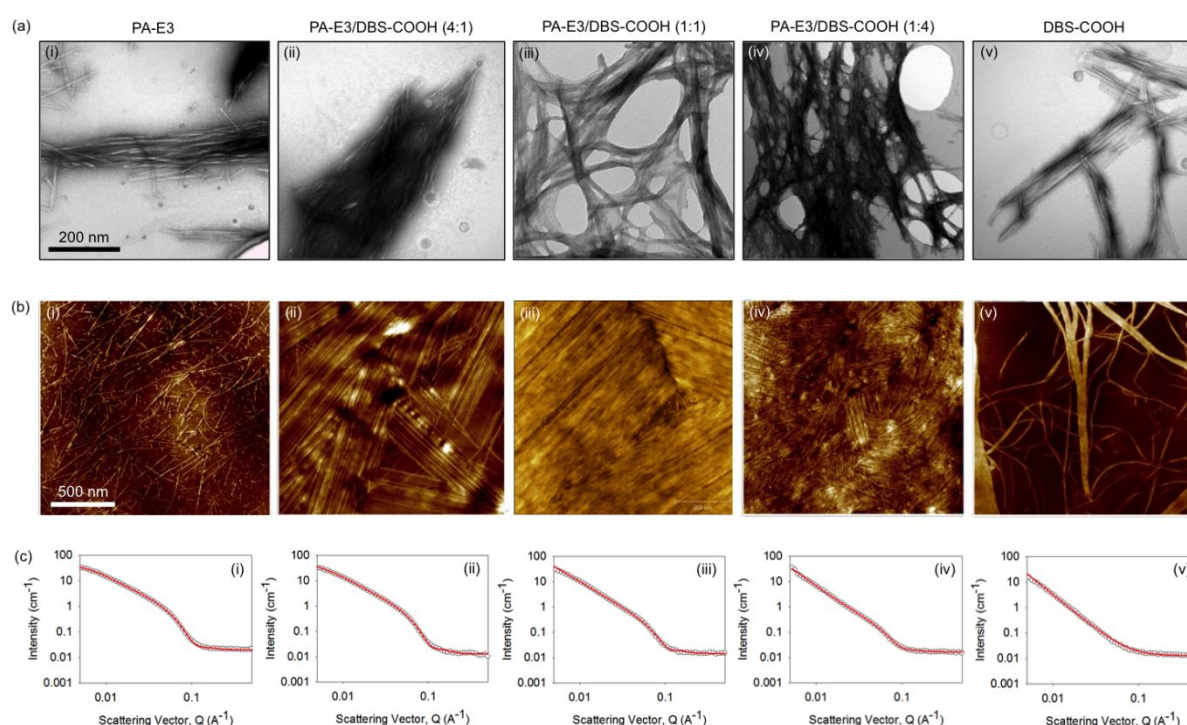 (a) PA-E3 PA-E3/DBS-COOH (4:1) PA-E3/DBS-COOH (1:1) PA-E3/DBS-COOH (1:4) DBS-COOH
(i) (ii) (iii) (iv) (v)
200 nm
(b) (i) (ii) (iii) (iv) (v)
500 nm
(c) (i) (ii) (iii) (iv) (v)
Intensity (cm⁻¹) Intensity (cm⁻¹) Intensity (cm⁻¹) Intensity (cm⁻¹) Intensity (cm⁻¹)
100 100 100 100 100
10 10 10 10 10
1 1 1 1 1
0.1 0.1 0.1 0.1 0.1
0.01 0.01 0.01 0.01 0.01
0.001 0.001 0.001 0.001 0.001
0.01 0.1 0.01 0.1 0.01 0.1 0.01 0.1 0.01 0.1
Scattering Vector, Q (A⁻¹) Scattering Vector, Q (A⁻¹) Scattering Vector, Q (A⁻¹) Scattering Vector, Q (A⁻¹) Scattering Vector, Q (A⁻¹)